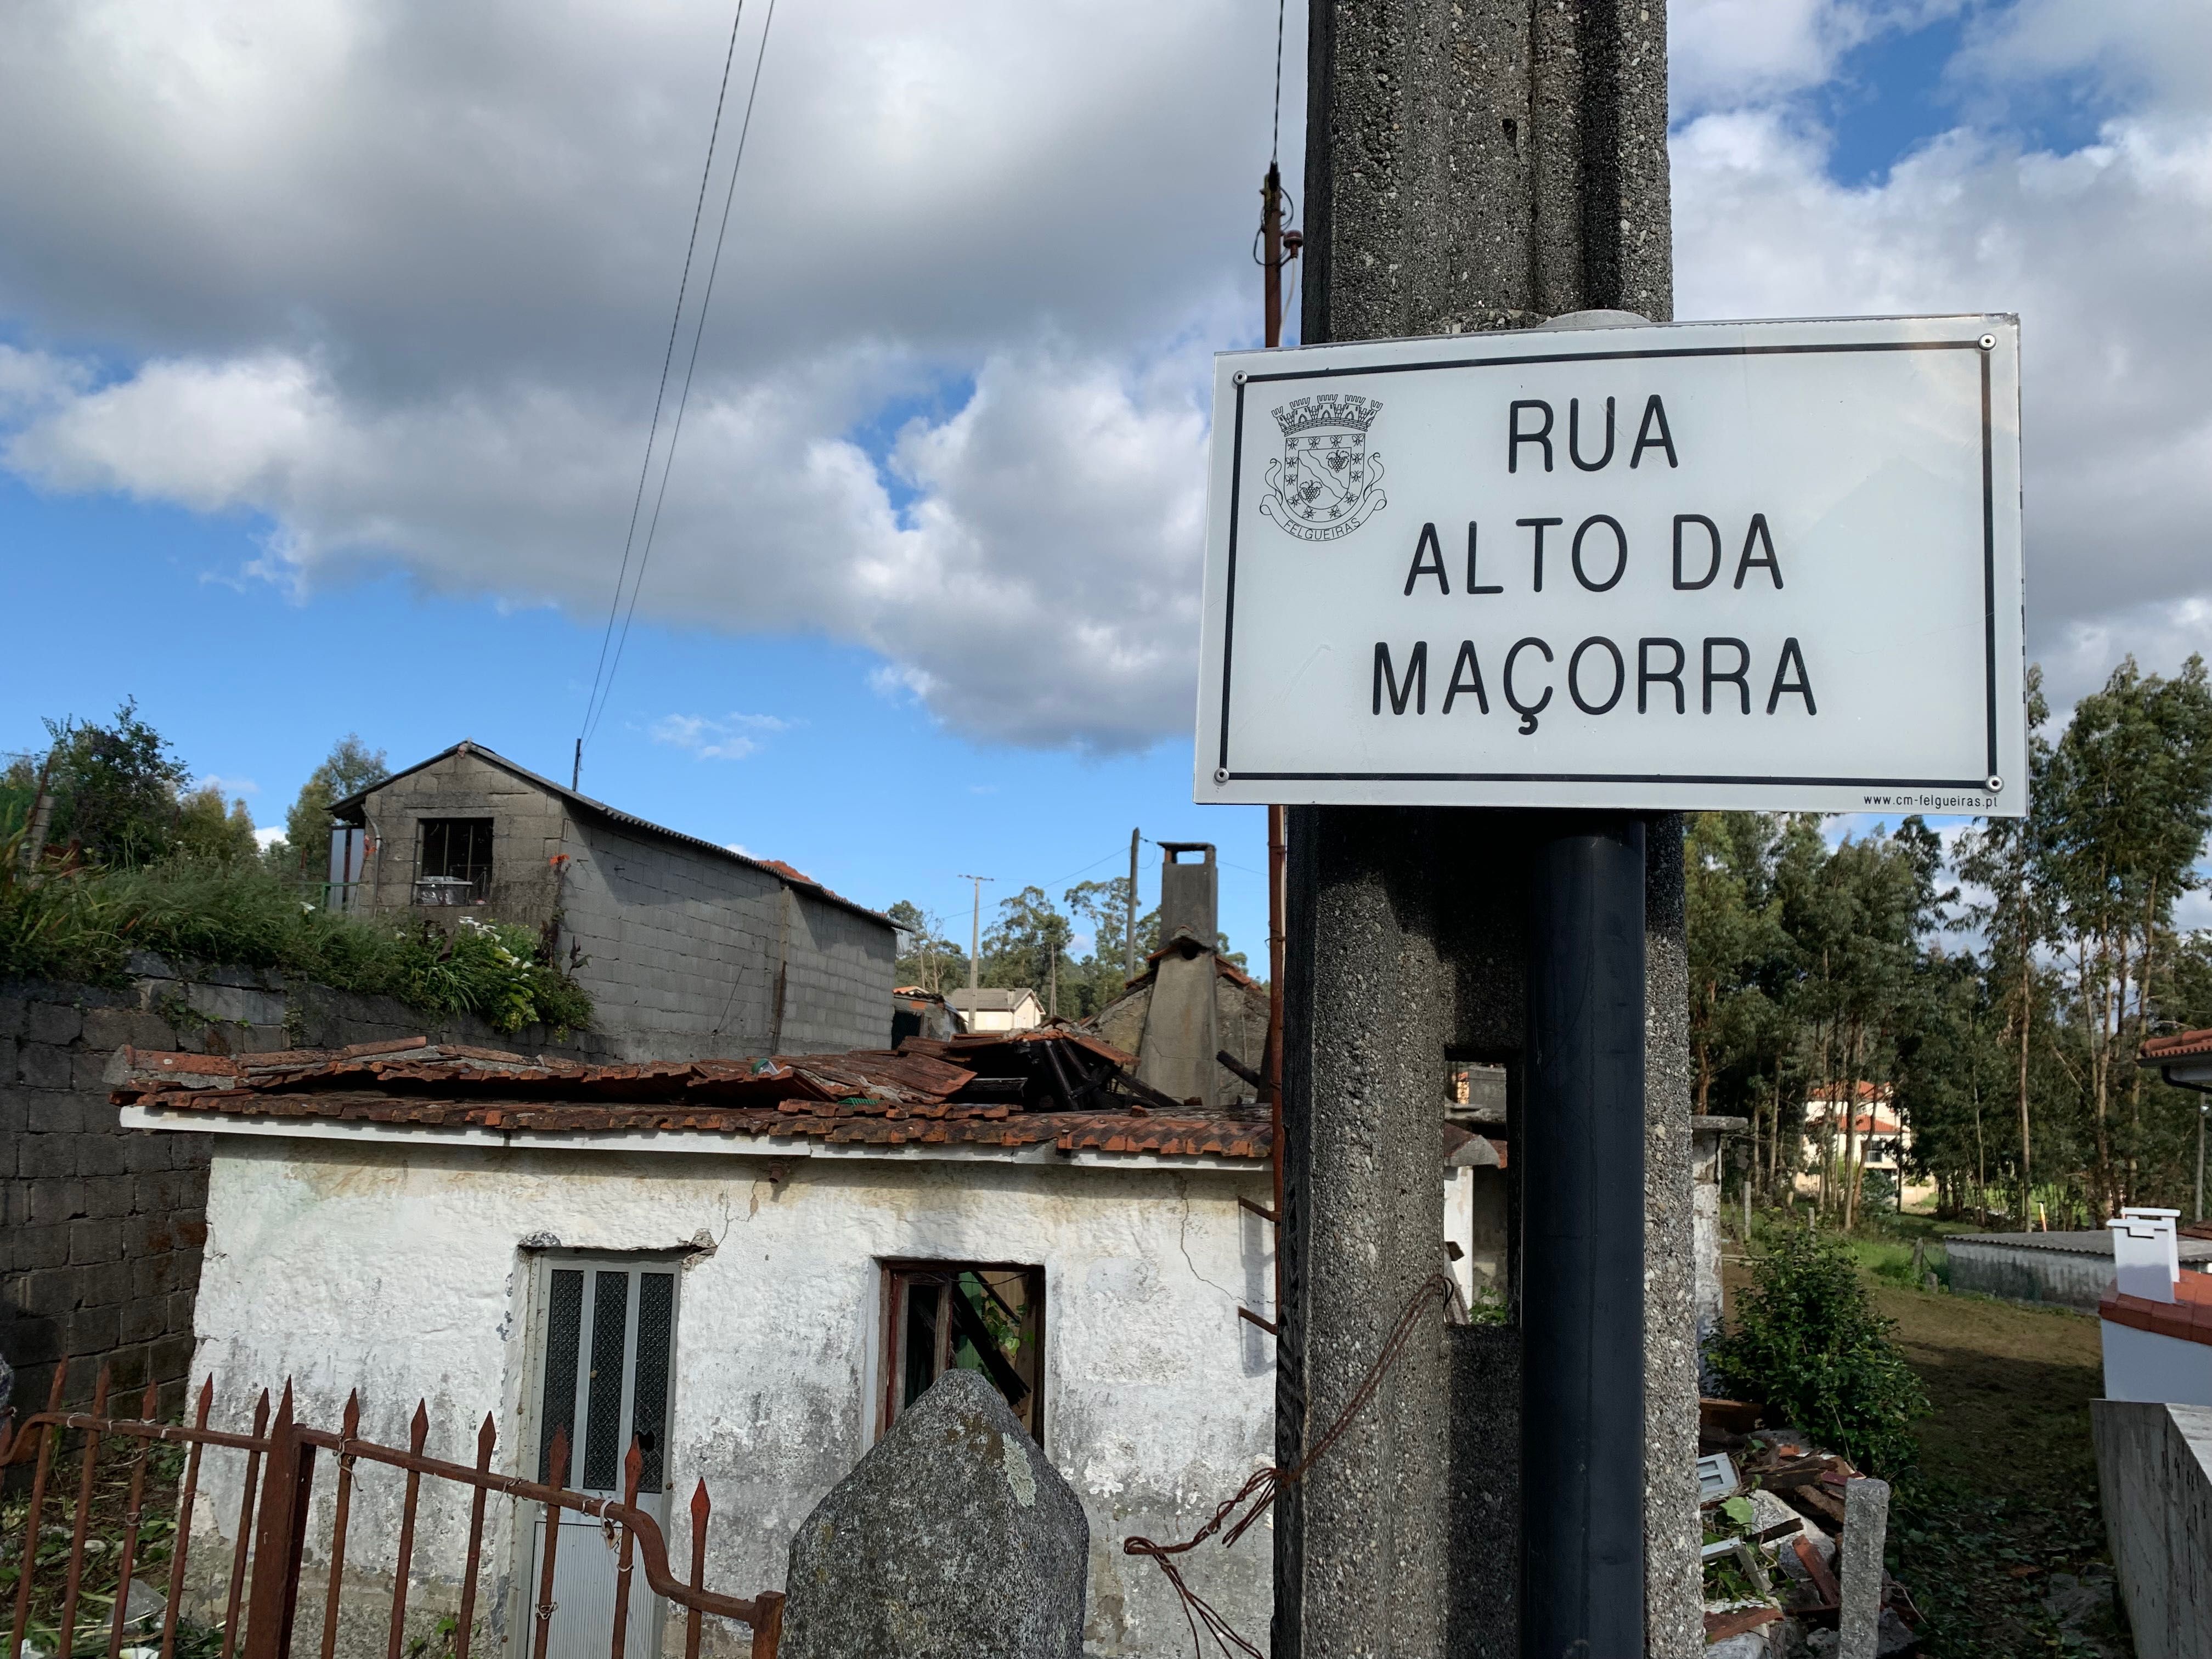 RUA
ALTO DA
MAÇORRA
FELGUEIRAS
www.cm-felgueiras.pt